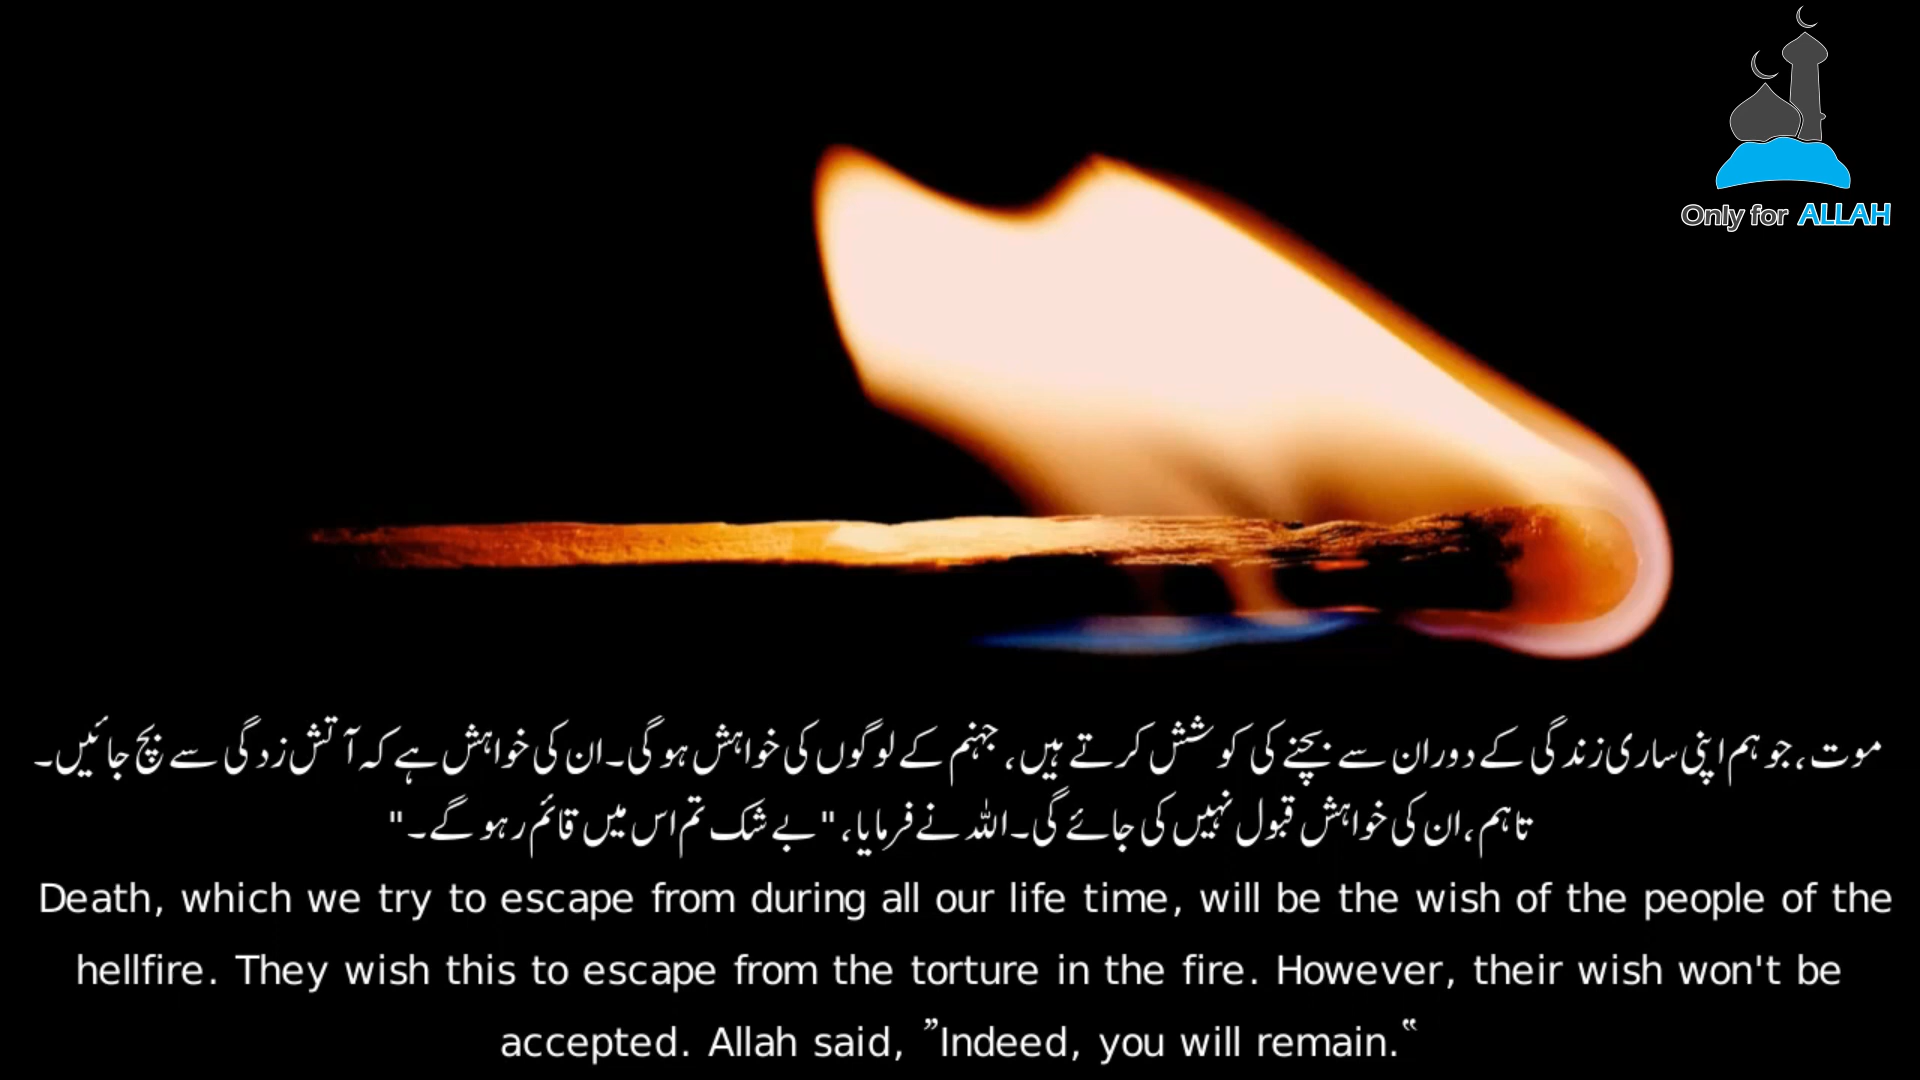 Only for ALLAH
موت، جو ہم اپنی ساری زندگی کے دوران سے بچنے کی کوشش کرتے ہیں، جہنم کے لوگوں کی خواہش ہوگی۔ ان کی خواہش ہے کہ آتش زدگی سے بچ جائیں۔
تاہم، ان کی خواہش قبول نہیں کی جائے گی۔ اللہ نے فرمایا، "بے شک تم اس میں قائم رہو گے۔"
Death, which we try to escape from during all our life time, will be the wish of the people of the
hellfire. They wish this to escape from the torture in the fire. However, their wish won't be
accepted. Allah said, ”Indeed, you will remain.‟